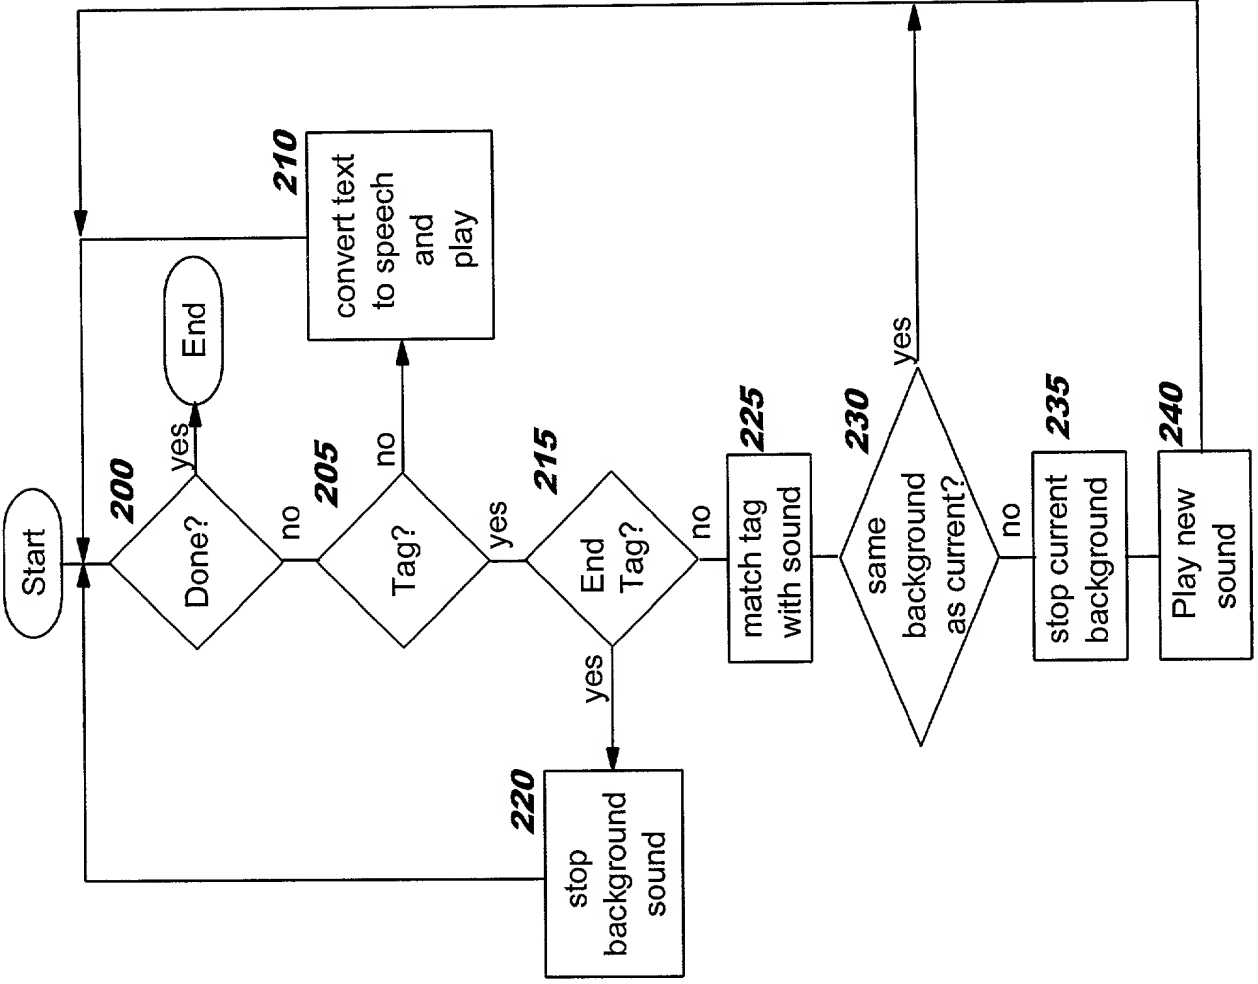 Start
200
Done?
yes
End
no
205
Tag?
no
210
convert text
to speech
and
play
yes
215
End
Tag?
yes
220
stop
background
sound
no
225
match tag
with sound
230
same
background
as current?
yes
no
235
stop current
background
240
Play new
sound